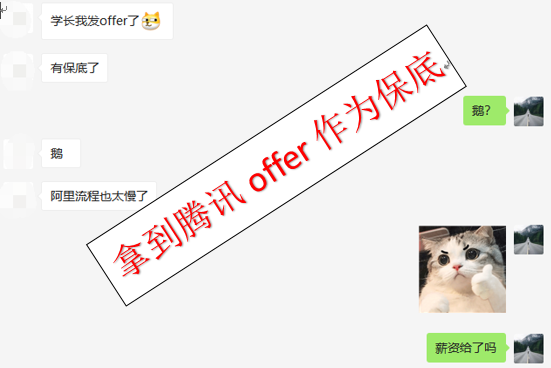 学长我发offer了
有保底了
鹅?
鹅
阿里流程也太慢了
拿到腾讯 offer 作为保底
薪资给了吗